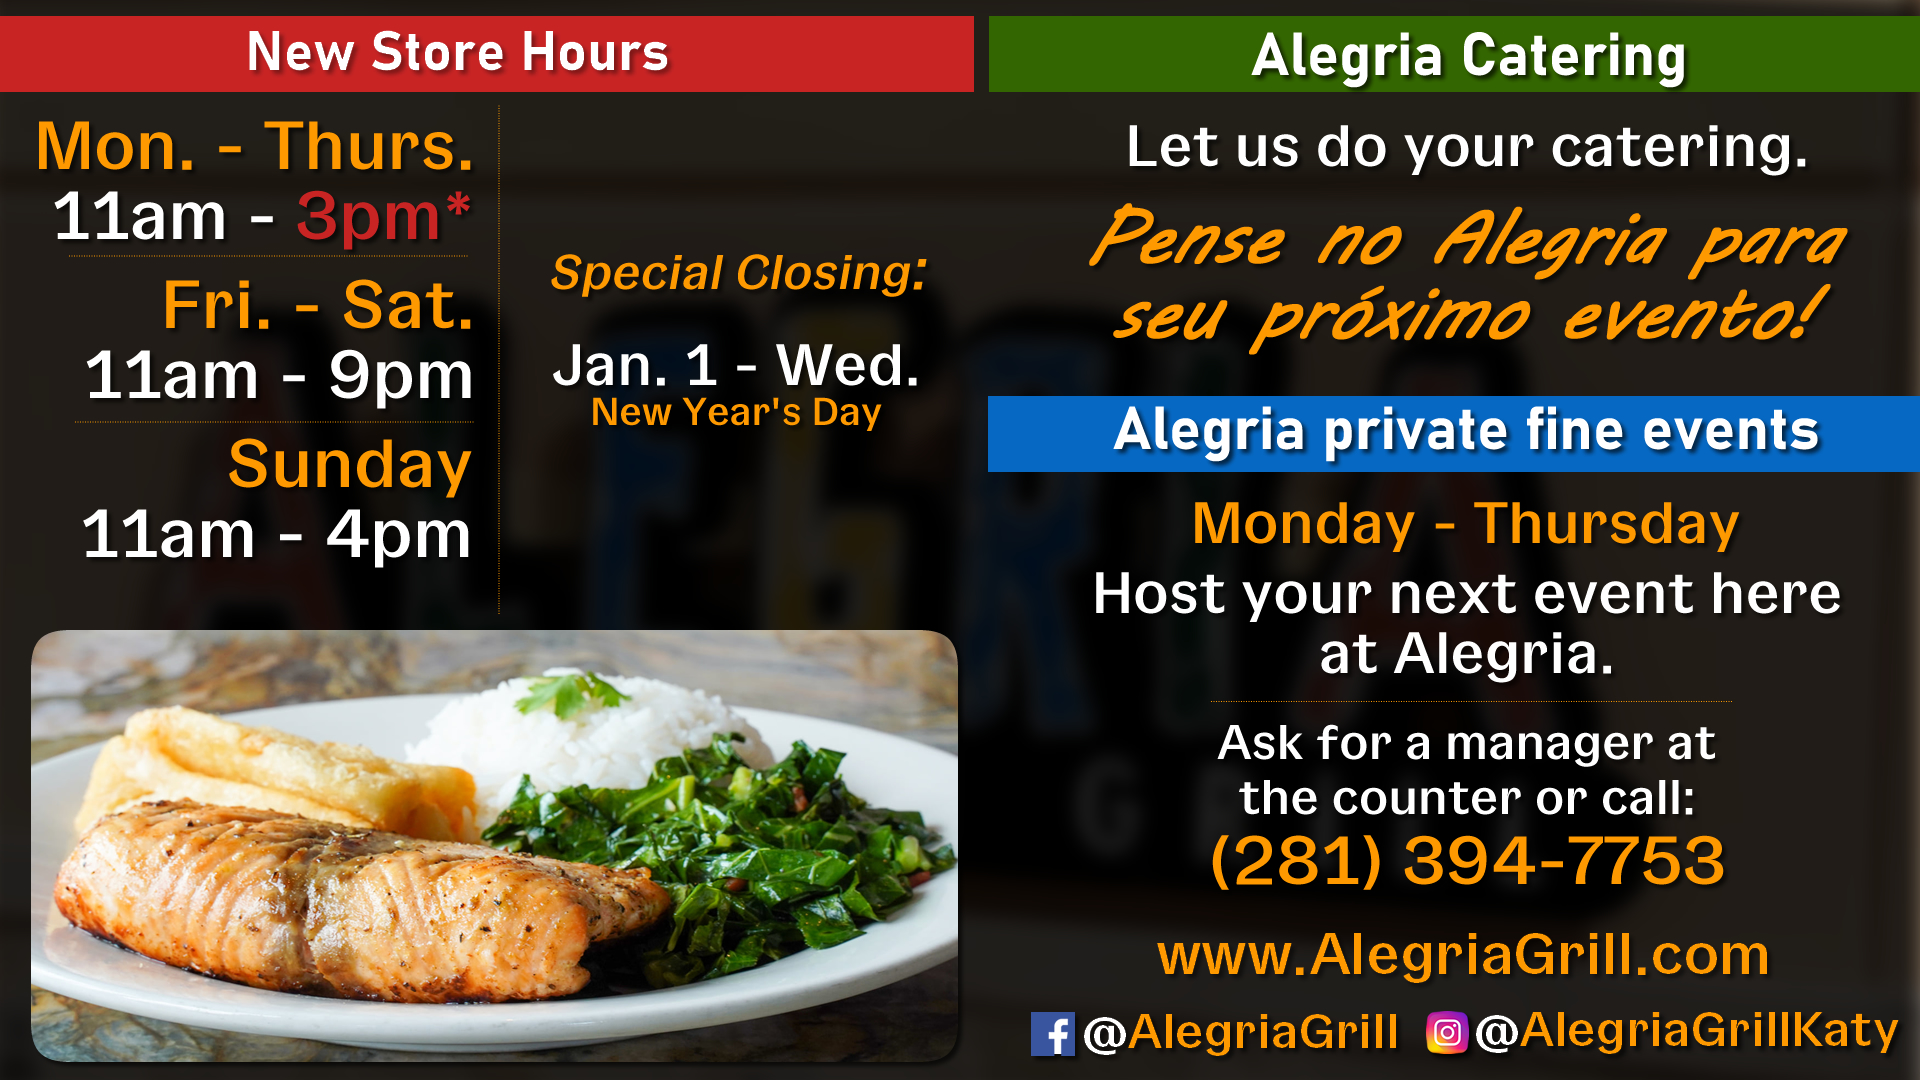 New Store Hours
Mon. - Thurs.
11am - 3pm*
Fri. - Sat.
11am - 9pm
Sunday
11am - 4pm
Special Closing:
Jan. 1 - Wed.
New Year's Day
Alegria Catering
Let us do your catering.
Pense no Alegria para
seu próximo evento!
Alegria private fine events
Monday - Thursday
Host your next event here
at Alegria.
Ask for a manager at
the counter or call:
(281) 394-7753
www.AlegriaGrill.com
@AlegriaGrill
@AlegriaGrillKaty
ALEGRIA